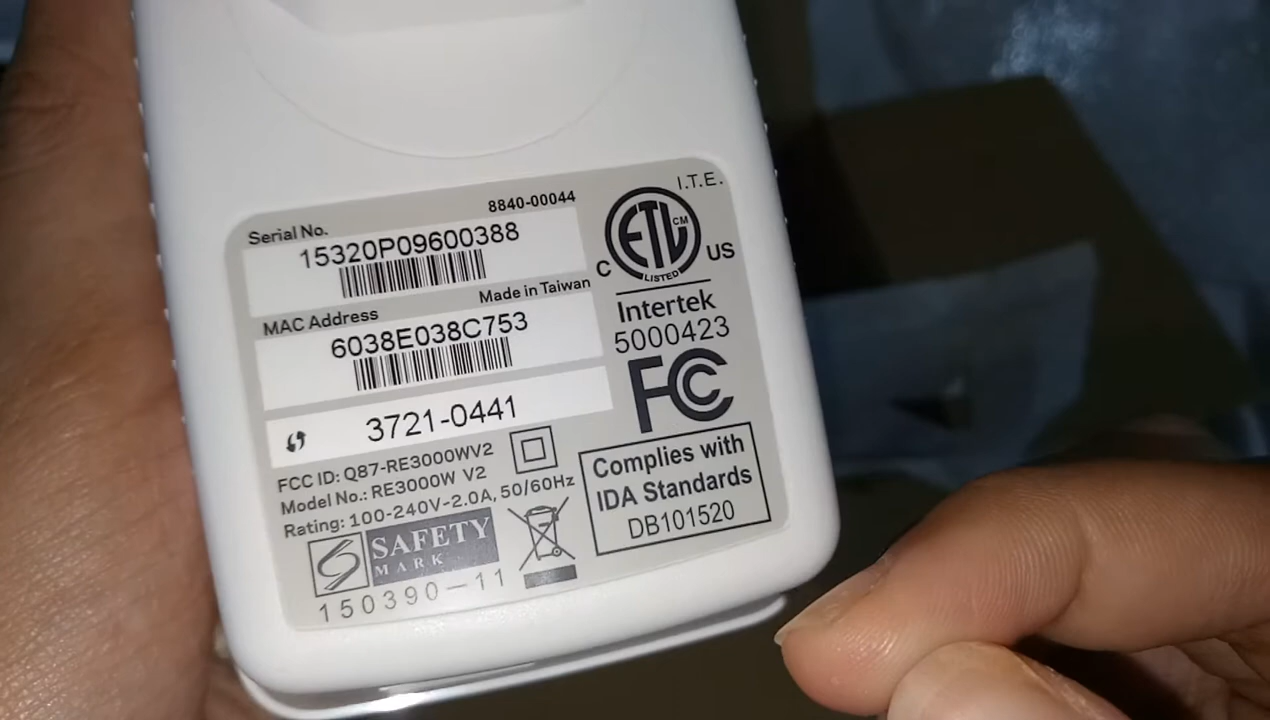 8840-00044
Serial No.
15320P09600388
Made in Taiwan
MAC Address
6038E038C753
3721-0441
FCC ID: Q87-RE3000WV2
Model No.: RE3000W V2
Rating: 100-240V-2.0A, 50/60Hz
SAFETY
MARK
150390-11
I.T.E.
ETL CM
C LISTED US
Intertek
5000423
FC
Complies with
IDA Standards
DB101520